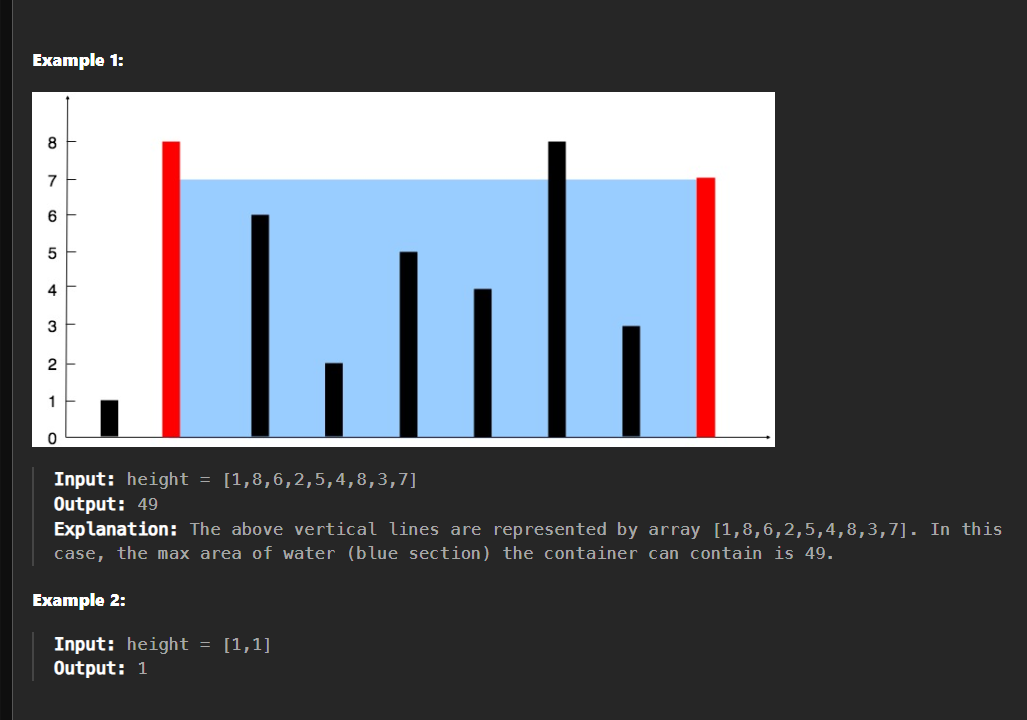 Example 1:
8
7
6
5
4
3
2
1
0
Input: height = [1,8,6,2,5,4,8,3,7]
Output: 49
Explanation: The above vertical lines are represented by array [1,8,6,2,5,4,8,3,7]. In this
case, the max area of water (blue section) the container can contain is 49.
Example 2:
Input: height = [1,1]
Output: 1